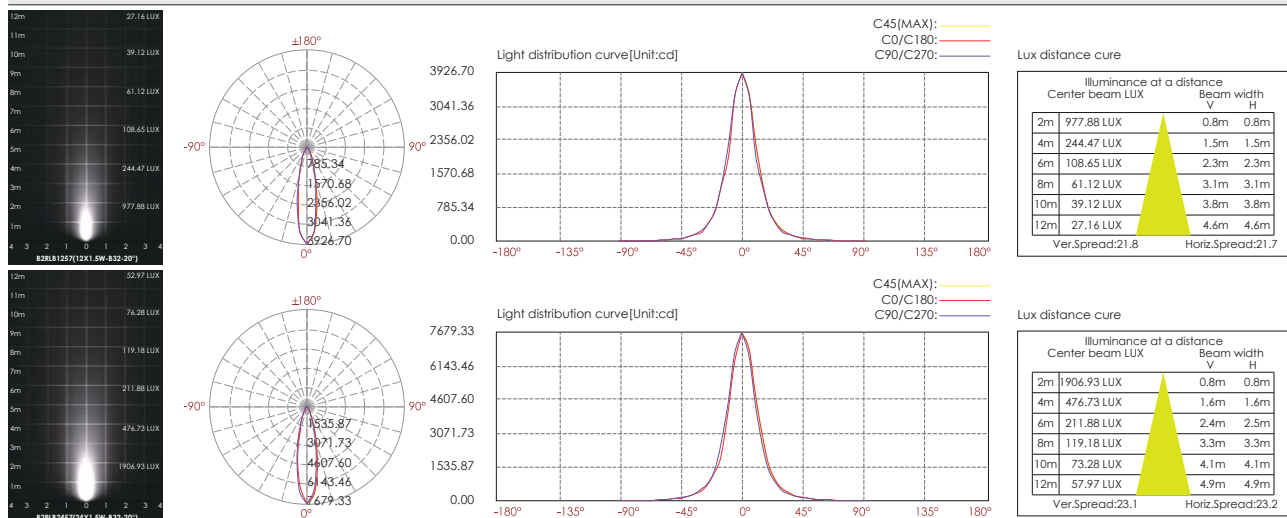 12m 27.16 LUX
11m
10m 39.12 LUX
9m
8m 61.12 LUX
7m
6m 108.65 LUX
5m
4m 244.47 LUX
3m
2m 977.88 LUX
1m
4 3 2 1 0 1 2 3 4
B2RLB1257(12X1.5W-B32-20°)
±180°
-90° 90°
785.34
1570.68
2356.02
3041.36
3926.70
0°
Light distribution curve[Unit:cd]
C45(MAX):
C0/C180:
C90/C270:
3926.70
3041.36
2356.02
1570.68
785.34
0.00
-180° -135° -90° -45° 0° 45° 90° 135° 180°
Lux distance cure
Illuminance at a distance
Center beam LUX Beam width
V H
2m 977.88 LUX 0.8m 0.8m
4m 244.47 LUX 1.5m 1.5m
6m 108.65 LUX 2.3m 2.3m
8m 61.12 LUX 3.1m 3.1m
10m 39.12 LUX 3.8m 3.8m
12m 27.16 LUX 4.6m 4.6m
Ver.Spread:21.8 Horiz.Spread:21.7
12m 52.97 LUX
11m
10m 76.28 LUX
9m
8m 119.18 LUX
7m
6m 211.88 LUX
5m
4m 476.73 LUX
3m
2m 1906.93 LUX
1m
4 3 2 1 0 1 2 3 4
B2RLB2457(24X1.5W-B32-20°)
±180°
-90° 90°
1535.87
3071.73
4607.60
6143.46
7679.33
0°
Light distribution curve[Unit:cd]
C45(MAX):
C0/C180:
C90/C270:
7679.33
6143.46
4607.60
3071.73
1535.87
0.00
-180° -135° -90° -45° 0° 45° 90° 135° 180°
Lux distance cure
Illuminance at a distance
Center beam LUX Beam width
V H
2m 1906.93 LUX 0.8m 0.8m
4m 476.73 LUX 1.6m 1.6m
6m 211.88 LUX 2.4m 2.5m
8m 119.18 LUX 3.3m 3.3m
10m 73.28 LUX 4.1m 4.1m
12m 57.97 LUX 4.9m 4.9m
Ver.Spread:23.1 Horiz.Spread:23.2